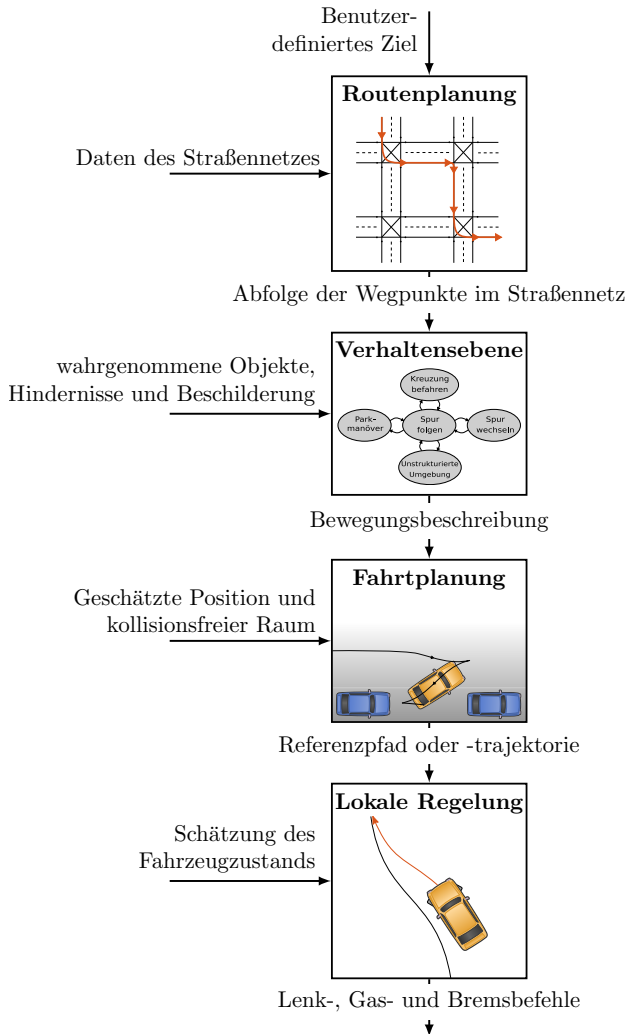 Benutzer-
definiertes Ziel
Routenplanung
Daten des Straßennetzes
Abfolge der Wegpunkte im Straßennetz
Verhaltensebene
wahrgenommene Objekte,
Hindernisse und Beschilderung
Kreuzung
befahren
Park-
manöver
Spur
folgen
Spur
wechseln
Unstrukturierte
Umgebung
Bewegungsbeschreibung
Fahrtplanung
Geschätzte Position und
kollisionsfreier Raum
Referenzpfad oder -trajektorie
Lokale Regelung
Schätzung des
Fahrzeugzustands
Lenk-, Gas- und Bremsbefehle